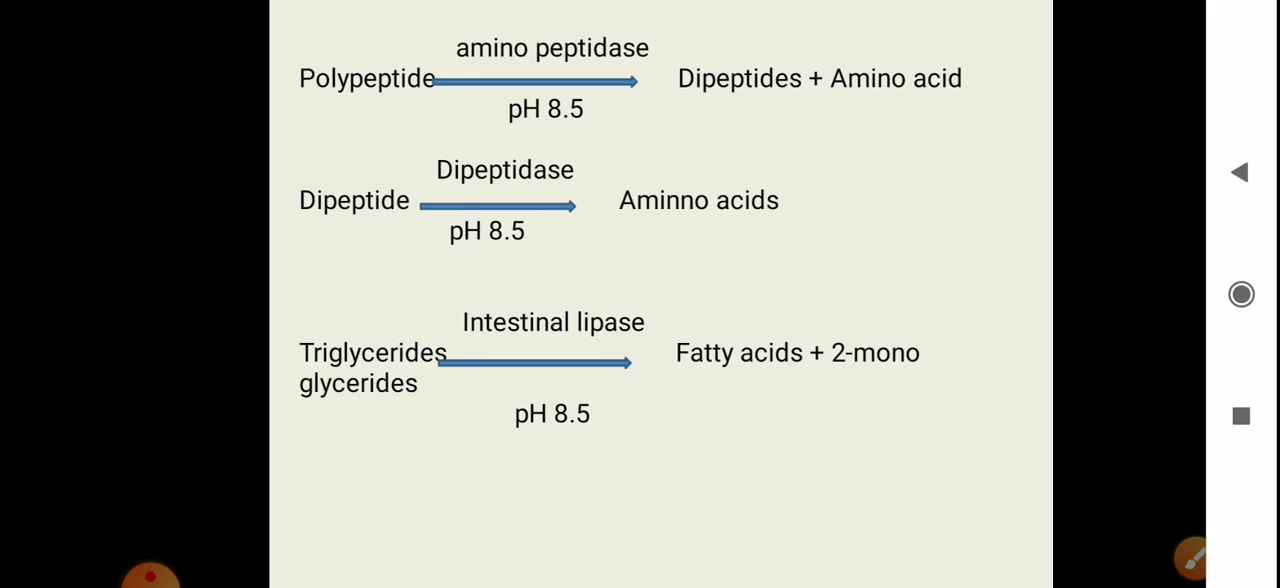 amino peptidase
Polypeptide Dipeptides + Amino acid
pH 8.5
Dipeptidase
Dipeptide Aminno acids
pH 8.5
Intestinal lipase
Triglycerides Fatty acids + 2-mono
glycerides
pH 8.5